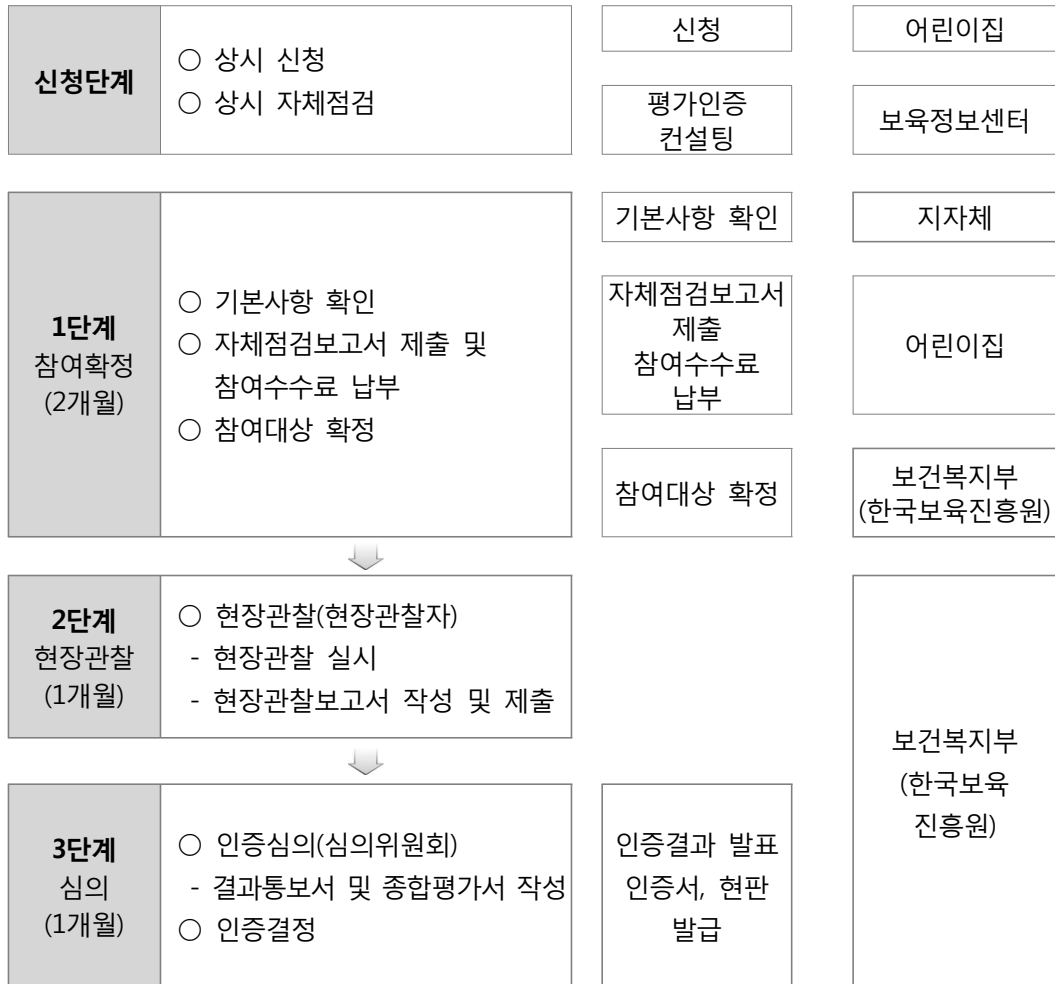 신청단계
○ 상시 신청
○ 상시 자체점검
신청
어린이집
평가인증
컨설팅
보육정보센터
1단계
참여확정
(2개월)
○ 기본사항 확인
○ 자체점검보고서 제출 및
참여수수료 납부
○ 참여대상 확정
기본사항 확인
지자체
자체점검보고서
제출
참여수수료
납부
어린이집
참여대상 확정
보건복지부
(한국보육진흥원)
2단계
현장관찰
(1개월)
○ 현장관찰(현장관찰자)
- 현장관찰 실시
- 현장관찰보고서 작성 및 제출
3단계
심의
(1개월)
○ 인증심의(심의위원회)
- 결과통보서 및 종합평가서 작성
○ 인증결정
인증결과 발표
인증서, 현판
발급
보건복지부
(한국보육
진흥원)